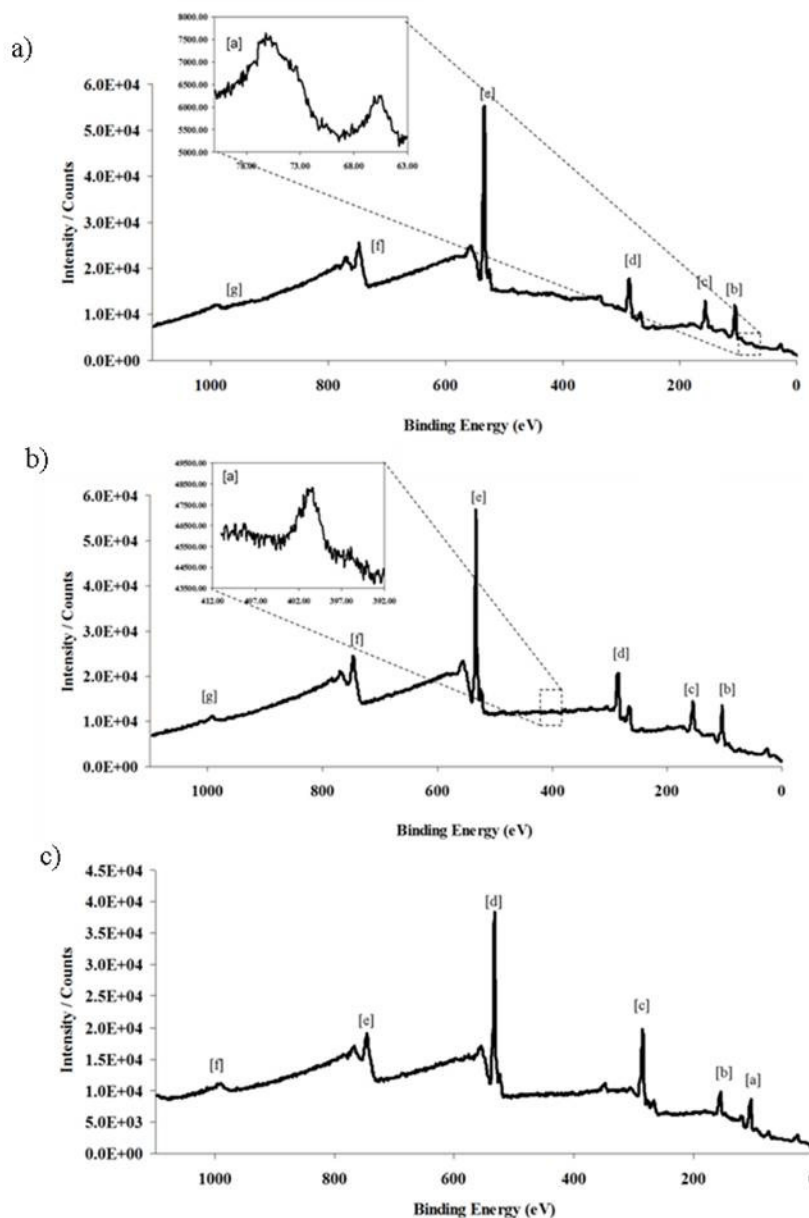 a)
8000.00
7500.00
7000.00
6500.00
6000.00
5500.00
5000.00
[a]
78.00 73.00 68.00 63.00
6.0E+04
5.0E+04
4.0E+04
3.0E+04
2.0E+04
1.0E+04
0.0E+00
Intensity / Counts
[g] [f] [e] [d] [c] [b]
1000 800 600 400 200 0
Binding Energy (eV)
b)
49500.00
48500.00
47500.00
46500.00
45500.00
44500.00
43500.00
[a]
412.00 407.00 402.00 397.00 392.00
6.0E+04
5.0E+04
4.0E+04
3.0E+04
2.0E+04
1.0E+04
0.0E+00
Intensity / Counts
[g] [f] [e] [d] [c] [b]
1000 800 600 400 200 0
Binding Energy (eV)
c)
4.5E+04
4.0E+04
3.5E+04
3.0E+04
2.5E+04
2.0E+04
1.5E+04
1.0E+04
5.0E+03
0.0E+00
Intensity / Counts
[f] [e] [d] [c] [b] [a]
1000 800 600 400 200
Binding Energy (eV)